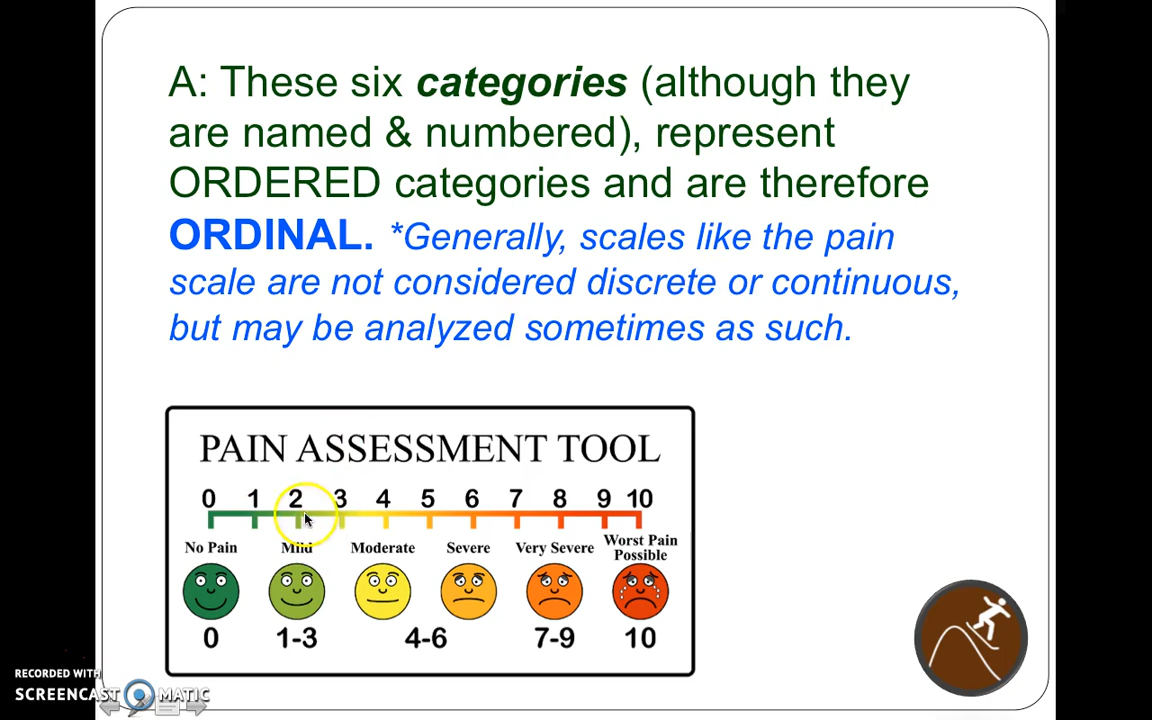 A: These six categories (although they
are named & numbered), represent
ORDERED categories and are therefore
ORDINAL. *Generally, scales like the pain
scale are not considered discrete or continuous,
but may be analyzed sometimes as such.
PAIN ASSESSMENT TOOL
0 1 2 3 4 5 6 7 8 9 10
No Pain Mild Moderate Severe Very Severe Worst Pain
Possible
0 1-3 4-6 7-9 10
RECORDED WITH
SCREENCAST MATIC